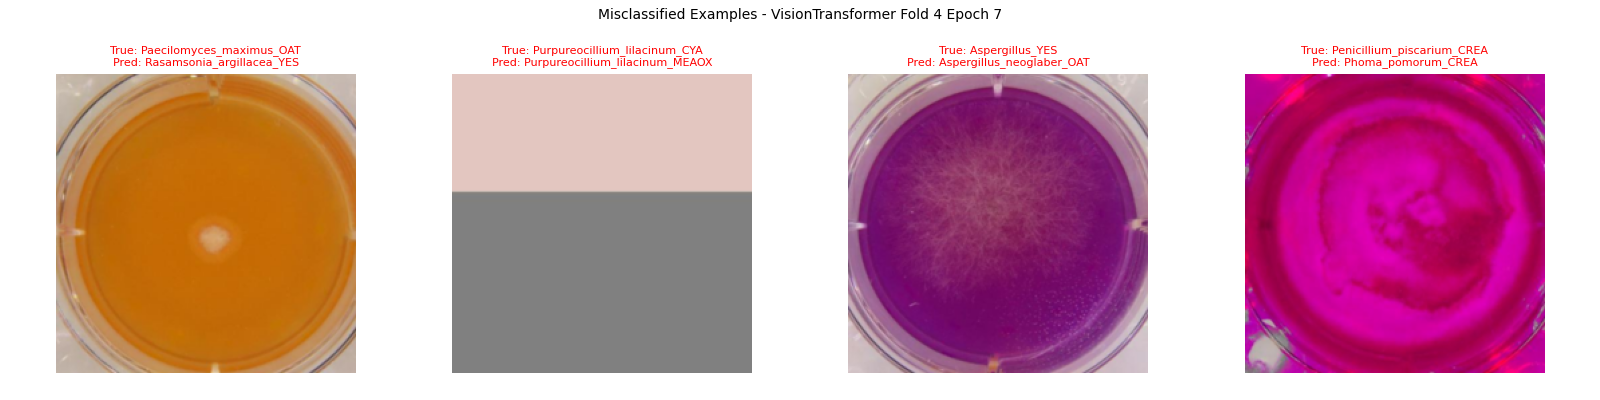 Misclassified Examples - VisionTransformer Fold 4 Epoch 7
True: Paecilomyces_maximus_OAT
Pred: Rasamsonia_argillacea_YES
True: Purpureocillium_lilacinum_CYA
Pred: Purpureocillium_lilacinum_MEAOX
True: Aspergillus_YES
Pred: Aspergillus_neoglaber_OAT
True: Penicillium_piscarium_CREA
Pred: Phoma_pomorum_CREA